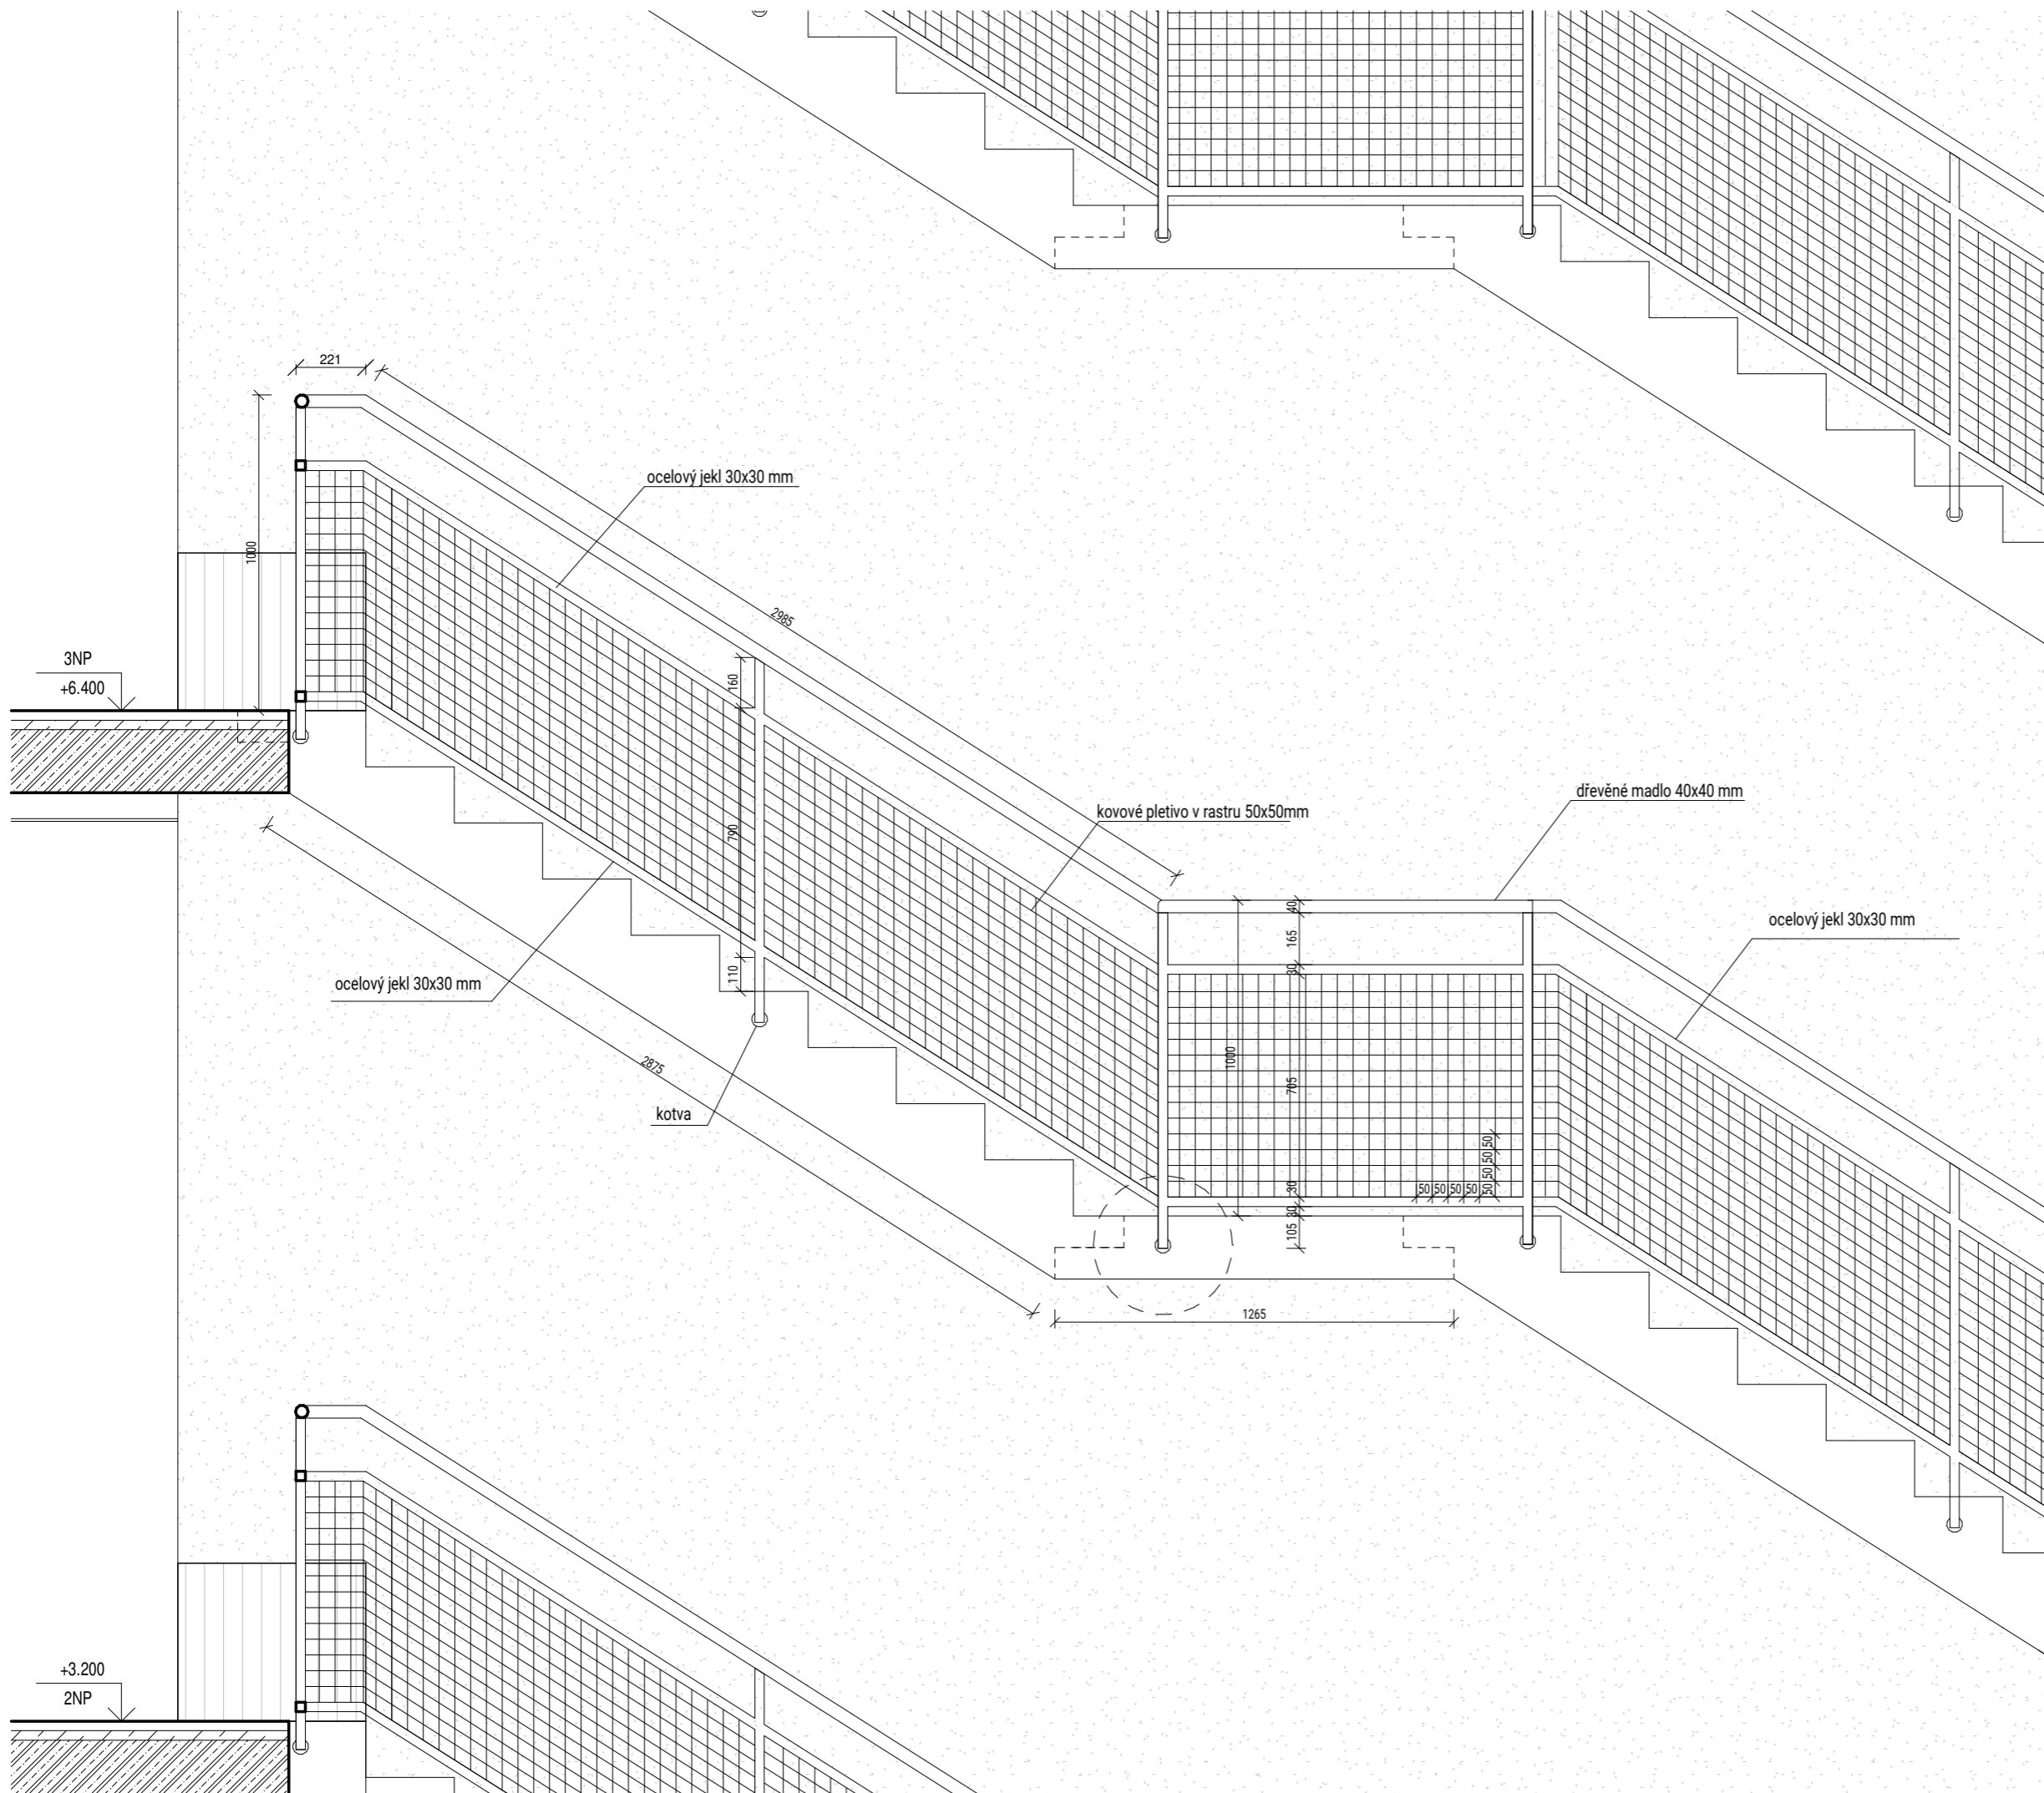 221
ocelový jekl 30x30 mm
1000
2985
3NP
+6.400
160
790
110
dřevěné madlo 40x40 mm
kovové pletivo v rastru 50x50mm
ocelový jekl 30x30 mm
40
165
30
1000
705
ocelový jekl 30x30 mm
2875
kotva
50
50
50
50
50 50 50 50
30
30
105
1265
+3.200
2NP